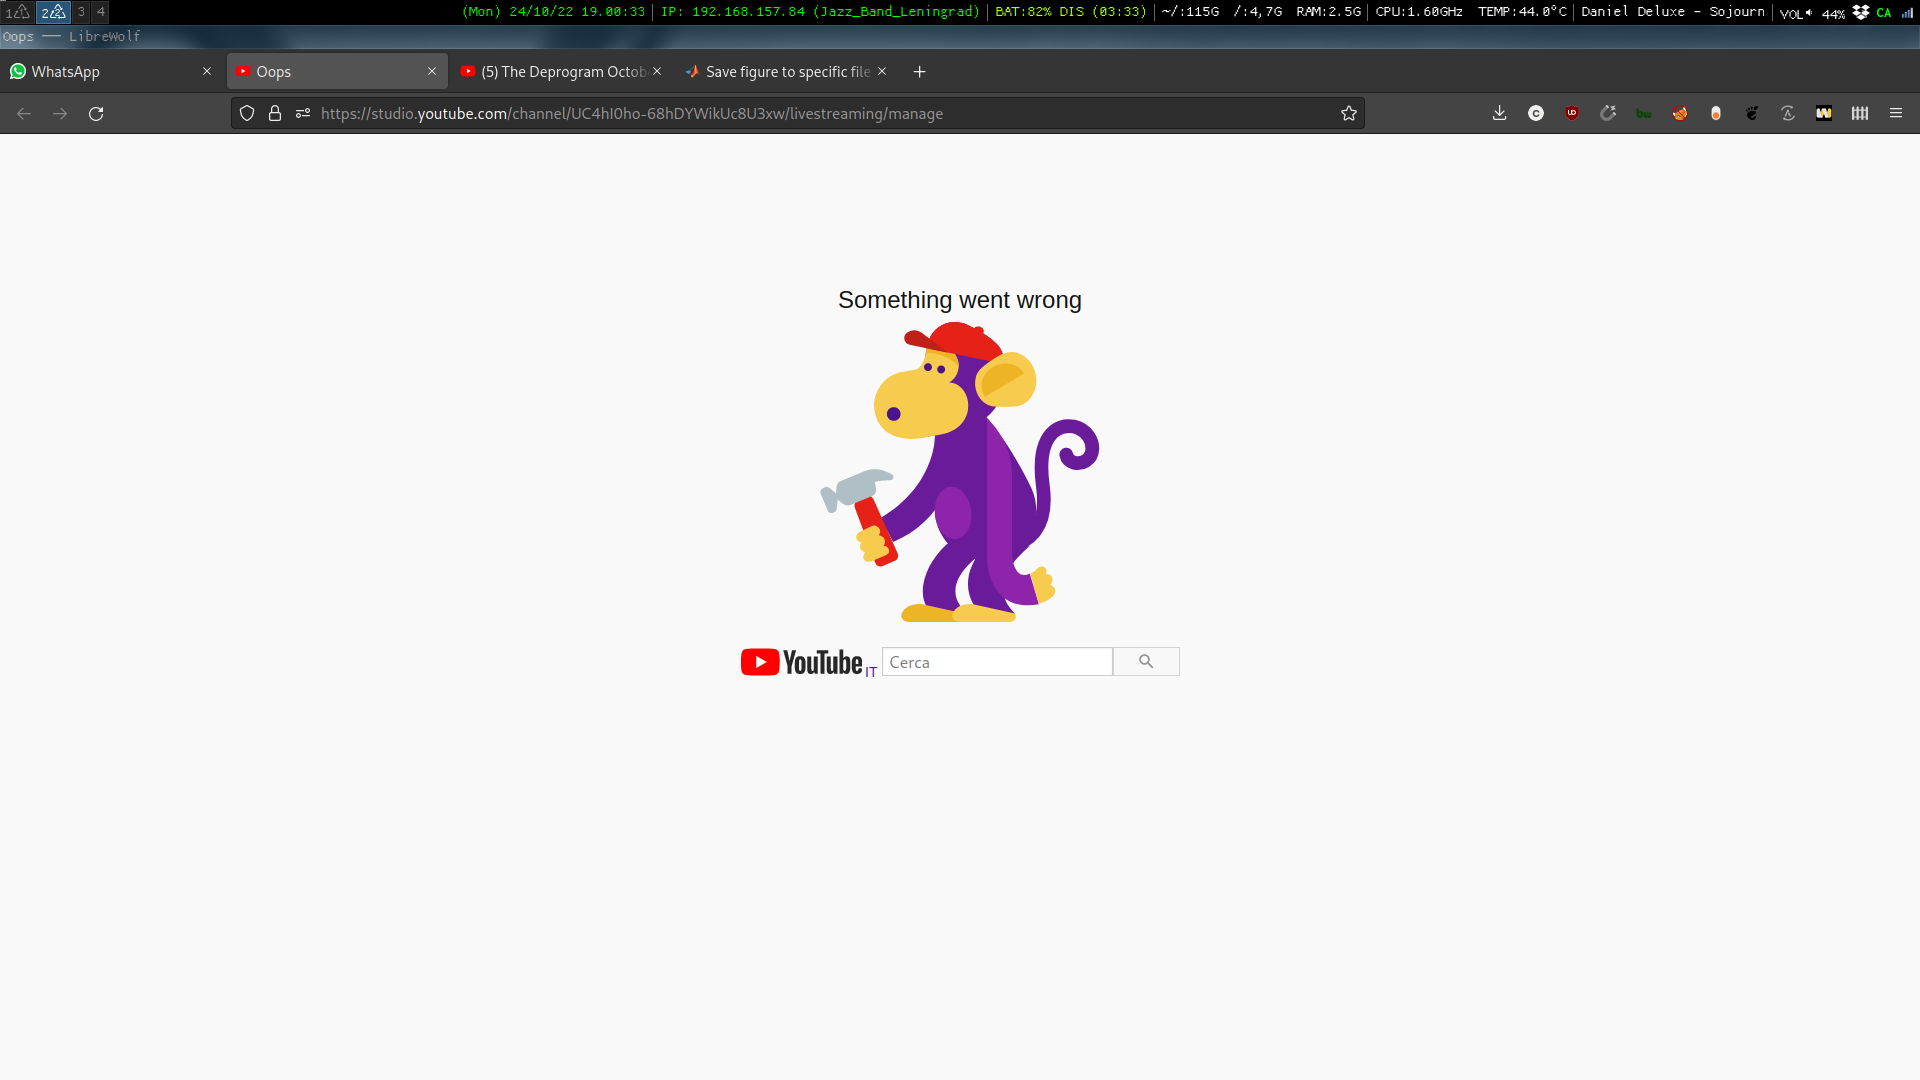 1 2 3 4 (Mon) 24/10/22 19.00:33 IP: 192.168.157.84 (Jazz_Band_Leningrad) BAT:82% DIS (03:33) ~/:115G /:4,7G RAM:2.5G CPU:1.60GHz TEMP:44.0°C Daniel Deluxe - Sojourn VOL 44% CA
Oops — LibreWolf
WhatsApp Oops (5) The Deprogram Octob Save figure to specific file
https://studio.youtube.com/channel/UC4hI0ho-68hDYWikUc8U3xw/livestreaming/manage
Something went wrong
YouTube IT Cerca